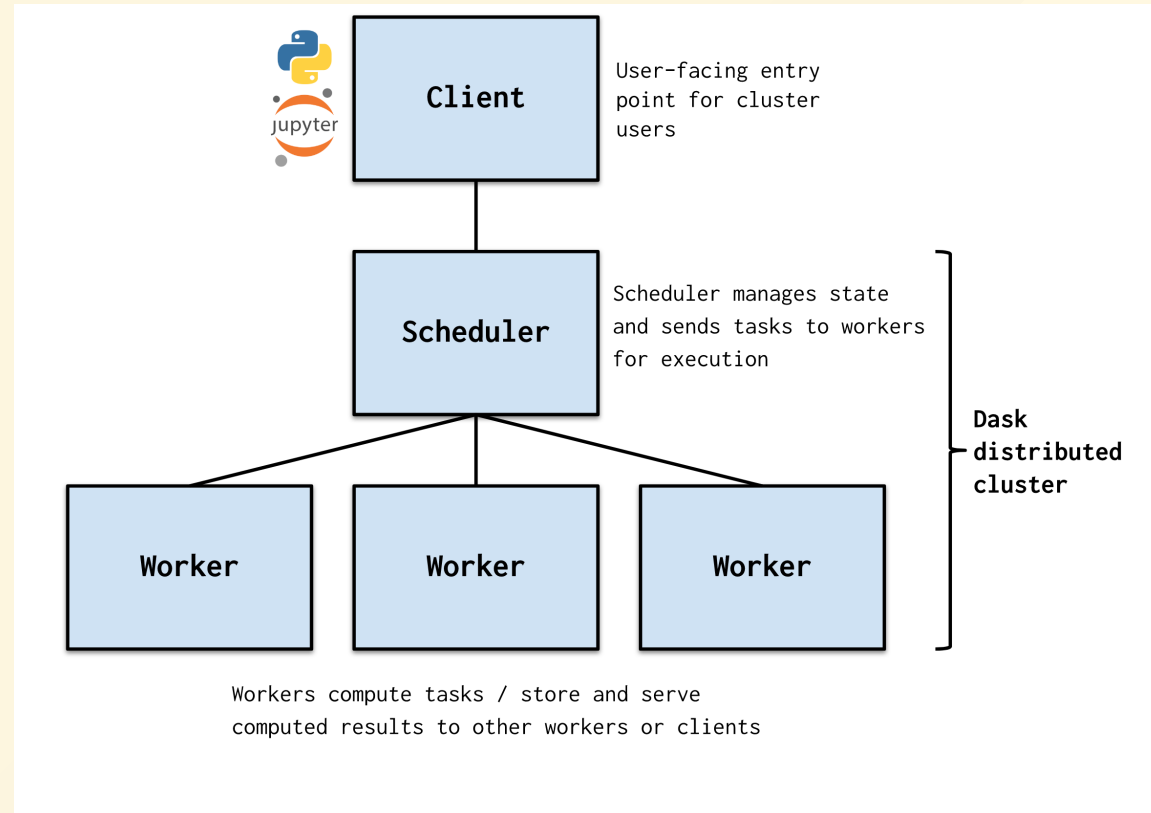 jupyter
Client
User-facing entry
point for cluster
users
Scheduler
Scheduler manages state
and sends tasks to workers
for execution
Dask
distributed
cluster
Worker
Worker
Worker
Workers compute tasks / store and serve
computed results to other workers or clients